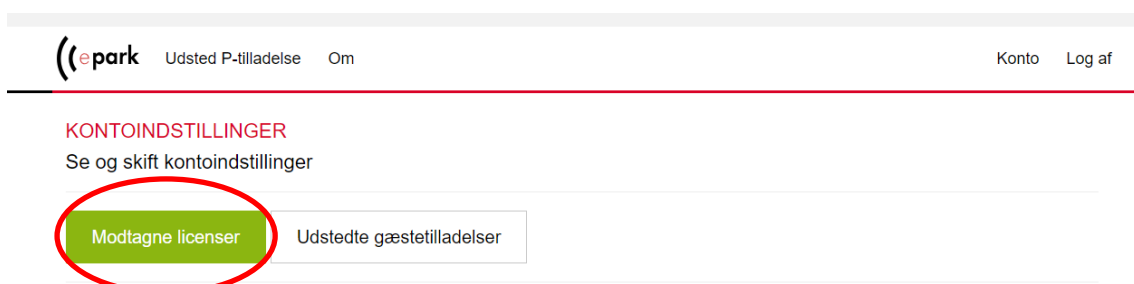 epark Udsted P-tilladelse Om Konto Log af
KONTOINDSTILLINGER
Se og skift kontoindstillinger
Modtagne licenser Udstedte gæstetilladelser